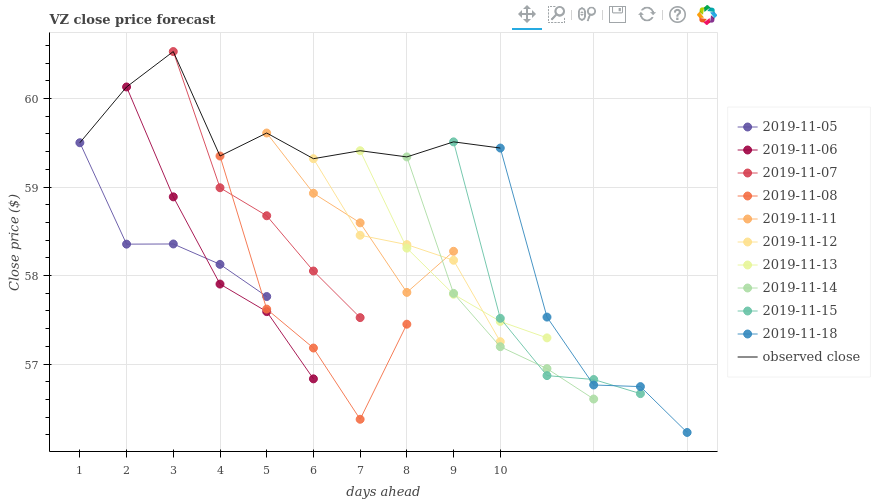 VZ close price forecast
60
59
58
57
Close price ($)
1 2 3 4 5 6 7 8 9 10
days ahead
2019-11-05
2019-11-06
2019-11-07
2019-11-08
2019-11-11
2019-11-12
2019-11-13
2019-11-14
2019-11-15
2019-11-18
observed close